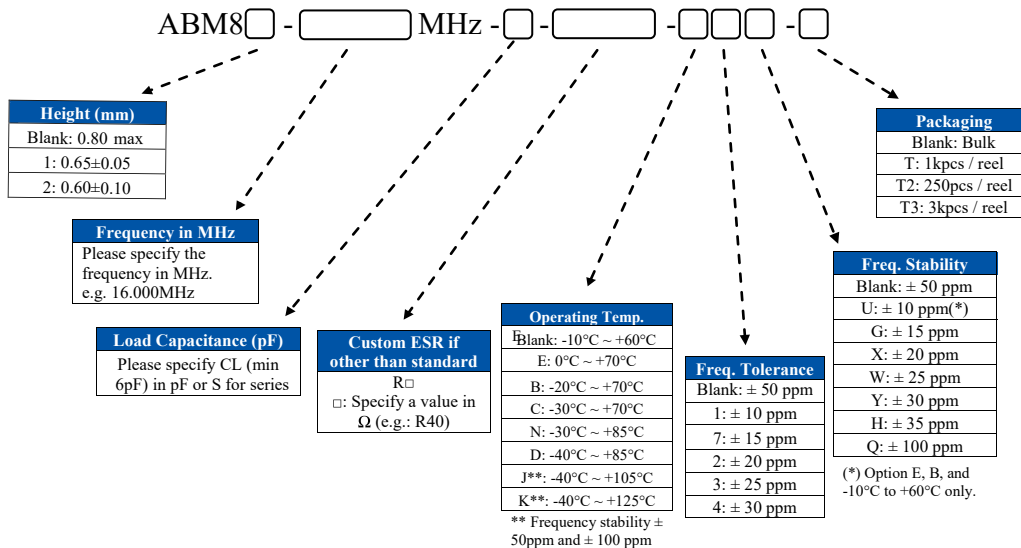 ABM8□ - □ MHz - □ - □ - □□□ - □
Height (mm)
Blank: 0.80 max
1: 0.65±0.05
2: 0.60±0.10
Frequency in MHz
Please specify the
frequency in MHz.
e.g. 16.000MHz
Load Capacitance (pF)
Please specify CL (min
6pF) in pF or S for series
Custom ESR if
other than standard
R□
□: Specify a value in
Ω (e.g.: R40)
Operating Temp.
E
Blank: -10°C ~ +60°C
E: 0°C ~ +70°C
B: -20°C ~ +70°C
C: -30°C ~ +70°C
N: -30°C ~ +85°C
D: -40°C ~ +85°C
J**: -40°C ~ +105°C
K**: -40°C ~ +125°C
** Frequency stability ±
50ppm and ± 100 ppm
Freq. Tolerance
Blank: ± 50 ppm
1: ± 10 ppm
7: ± 15 ppm
2: ± 20 ppm
3: ± 25 ppm
4: ± 30 ppm
Freq. Stability
Blank: ± 50 ppm
U: ± 10 ppm(*)
G: ± 15 ppm
X: ± 20 ppm
W: ± 25 ppm
Y: ± 30 ppm
H: ± 35 ppm
Q: ± 100 ppm
(*) Option E, B, and
-10°C to +60°C only.
Packaging
Blank: Bulk
T: 1kpcs / reel
T2: 250pcs / reel
T3: 3kpcs / reel